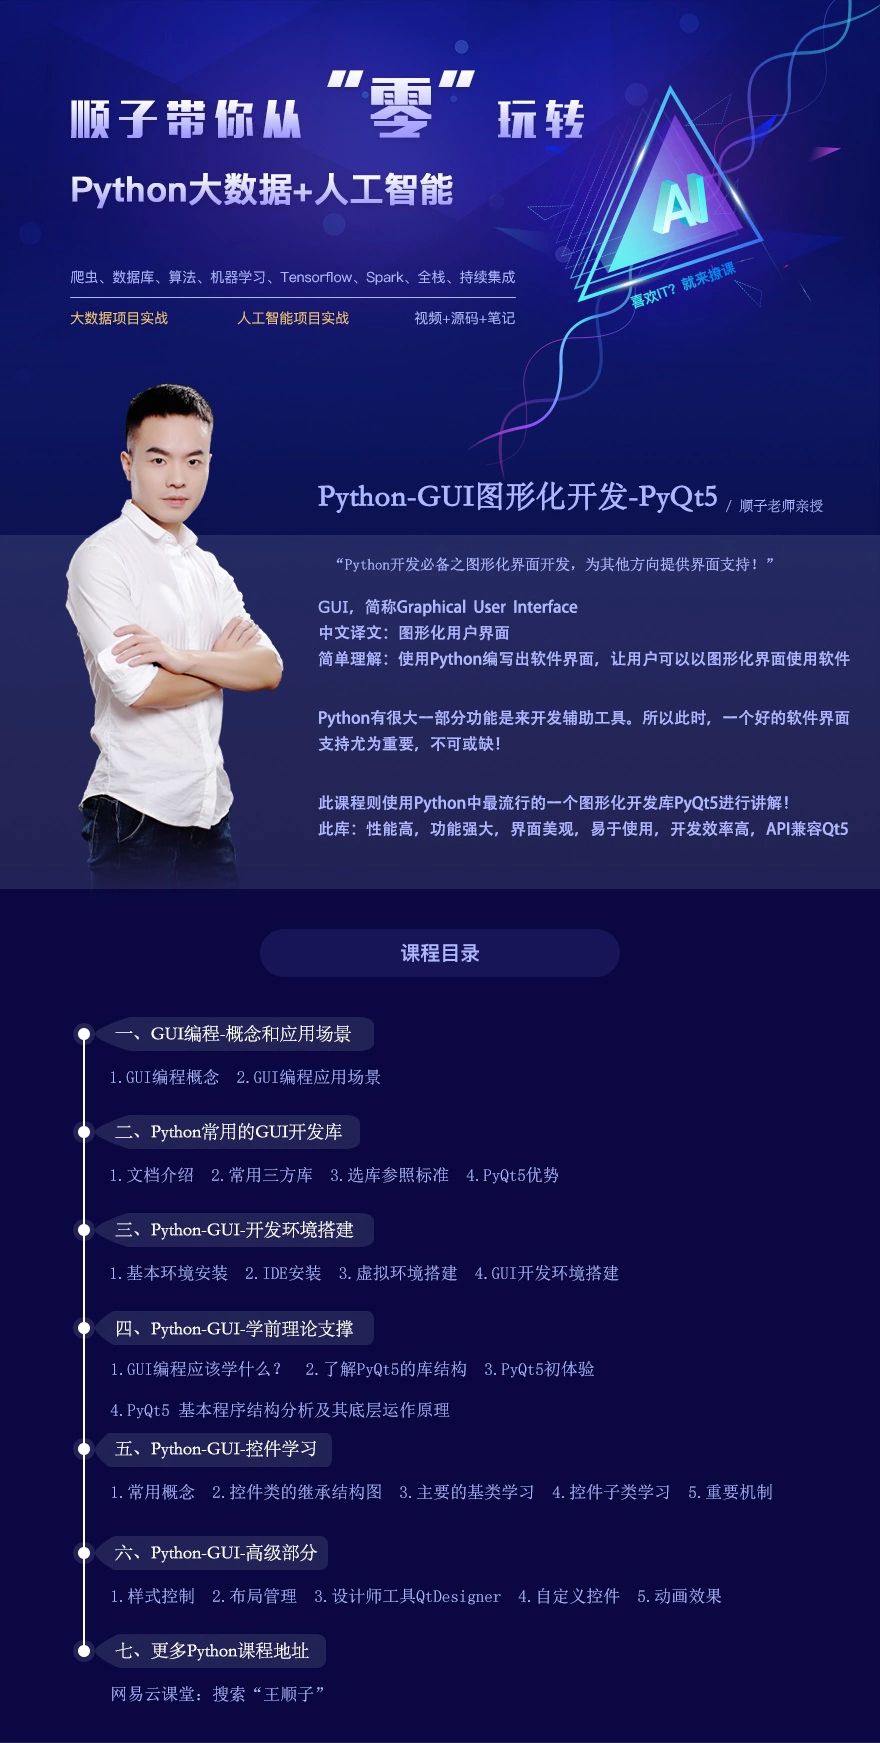 顺子带你从“零”玩转
Python大数据+人工智能
AI
喜欢IT？就来撩课
爬虫、数据库、算法、机器学习、Tensorflow、Spark、全栈、持续集成
大数据项目实战 人工智能项目实战 视频+源码+笔记
Python-GUI图形化开发-PyQt5 / 顺子老师亲授
“Python开发必备之图形化界面开发，为其他方向提供界面支持！”
GUI，简称Graphical User Interface
中文译文：图形化用户界面
简单理解：使用Python编写出软件界面，让用户可以以图形化界面使用软件
Python有很大一部分功能是来开发辅助工具。所以此时，一个好的软件界面
支持尤为重要，不可或缺！
此课程则使用Python中最流行的一个图形化开发库PyQt5进行讲解！
此库：性能高，功能强大，界面美观，易于使用，开发效率高，API兼容Qt5
课程目录
一、GUI编程-概念和应用场景
1.GUI编程概念 2.GUI编程应用场景
二、Python常用的GUI开发库
1.文档介绍 2.常用三方库 3.选库参照标准 4.PyQt5优势
三、Python-GUI-开发环境搭建
1.基本环境安装 2.IDE安装 3.虚拟环境搭建 4.GUI开发环境搭建
四、Python-GUI-学前理论支撑
1.GUI编程应该学什么？ 2.了解PyQt5的库结构 3.PyQt5初体验
4.PyQt5 基本程序结构分析及其底层运作原理
五、Python-GUI-控件学习
1.常用概念 2.控件类的继承结构图 3.主要的基类学习 4.控件子类学习 5.重要机制
六、Python-GUI-高级部分
1.样式控制 2.布局管理 3.设计师工具QtDesigner 4.自定义控件 5.动画效果
七、更多Python课程地址
网易云课堂：搜索“王顺子”